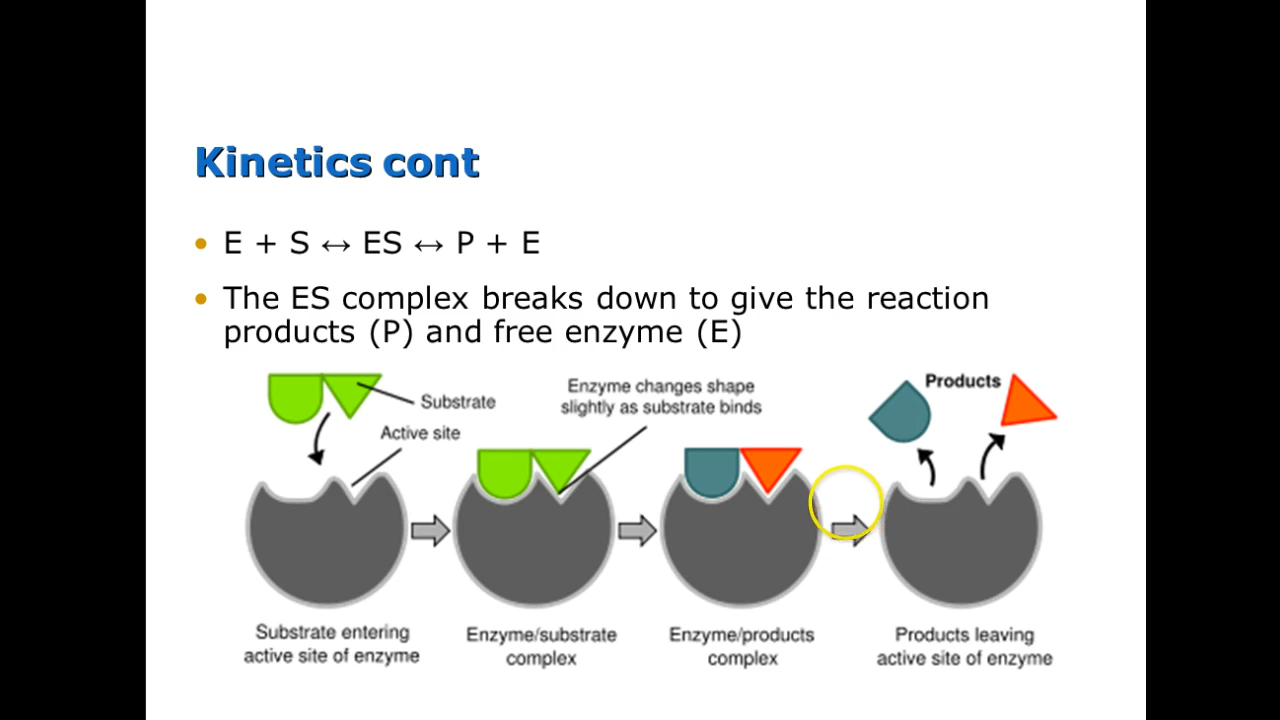 Kinetics cont
• E + S ↔ ES ↔ P + E
• The ES complex breaks down to give the reaction
products (P) and free enzyme (E)
Substrate
Active site
Enzyme changes shape
slightly as substrate binds
Products
Substrate entering
active site of enzyme
Enzyme/substrate
complex
Enzyme/products
complex
Products leaving
active site of enzyme